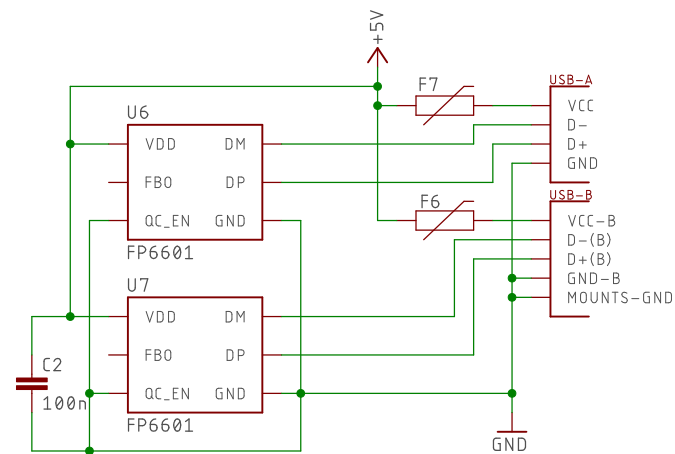 +5V
F7
USB-A
VCC
D-
D+
GND
U6
VDD DM
FBO DP
QC_EN GND
FP6601
F6
USB-B
VCC-B
D-(B)
D+(B)
GND-B
MOUNTS-GND
U7
VDD DM
FBO DP
QC_EN GND
FP6601
C2
100n
GND